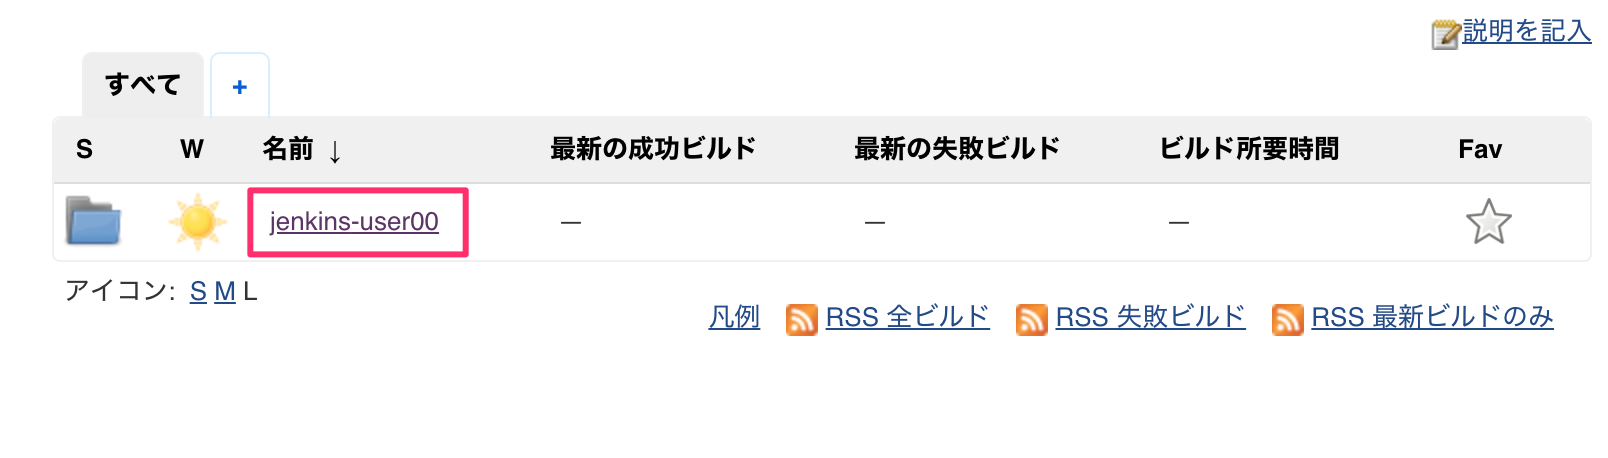 説明を記入
すべて +
S W 名前 ↓ 最新の成功ビルド 最新の失敗ビルド ビルド所要時間 Fav
jenkins-user00 — — —
アイコン: S M L
凡例 RSS 全ビルド RSS 失敗ビルド RSS 最新ビルドのみ